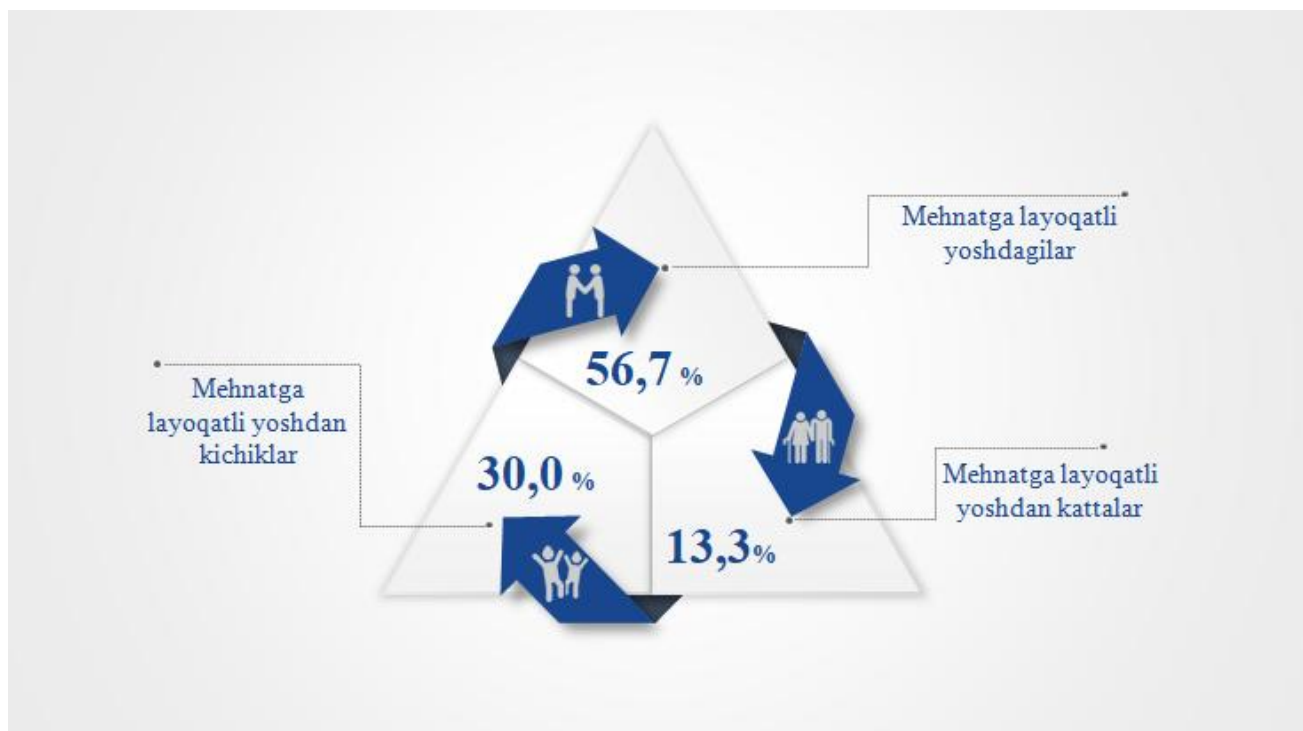 Mehnatga layoqatli
yoshdagilar
56,7 %
Mehnatga
layoqatli yoshdan
kichiklar
30,0 %
Mehnatga layoqatli
yoshdan kattalar
13,3%